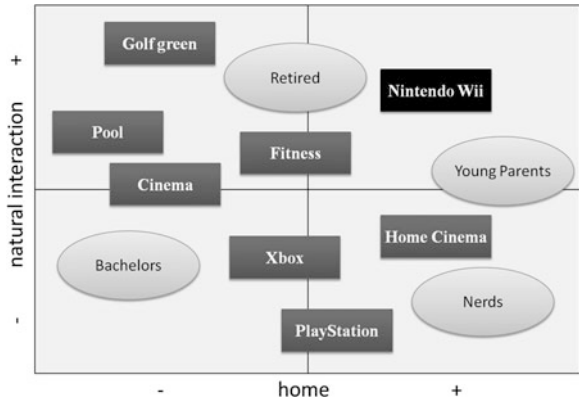 Golf green
Retired
Nintendo Wii
Pool
Fitness
Cinema
Young Parents
Home Cinema
Xbox
Bachelors
Nerds
PlayStation
+
natural interaction
-
-
home
+